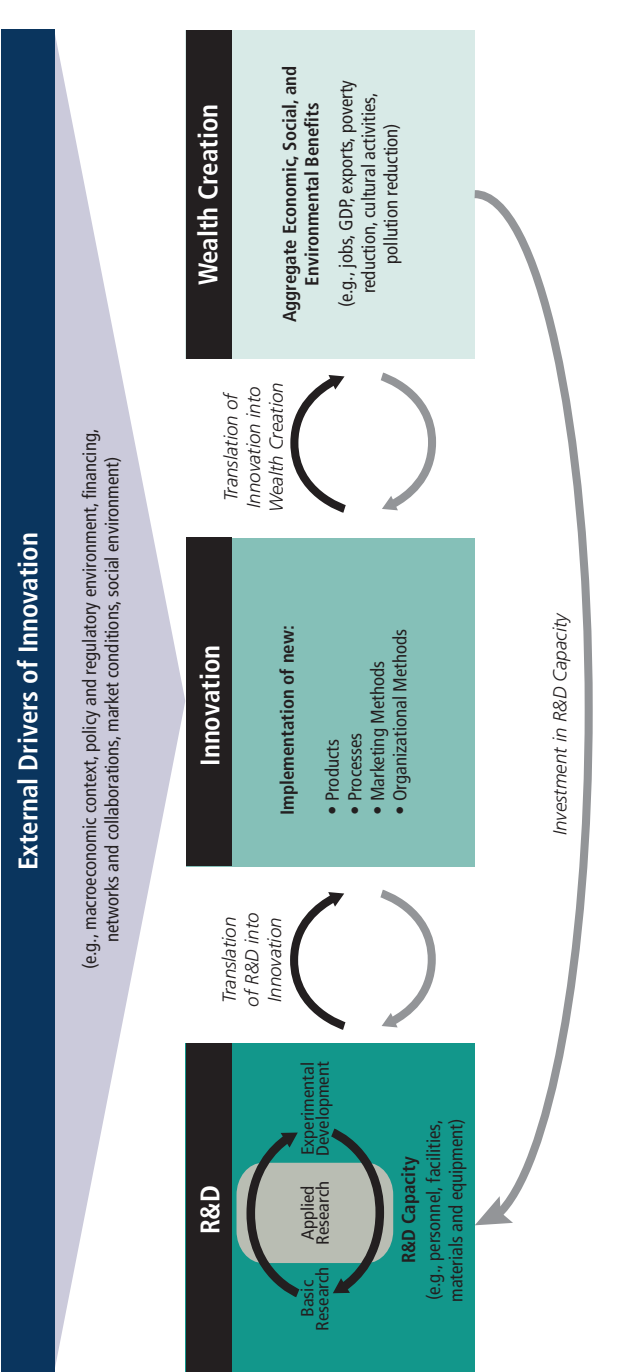 External Drivers of Innovation
(e.g., macroeconomic context, policy and regulatory environment, financing,
networks and collaborations, market conditions, social environment)
R&D
Basic
Research
Applied
Research
Experimental
Development
R&D Capacity
(e.g., personnel, facilities,
materials and equipment)
Translation
of R&D into
Innovation
Innovation
Implementation of new:
• Products
• Processes
• Marketing Methods
• Organizational Methods
Translation of
Innovation into
Wealth Creation
Wealth Creation
Aggregate Economic, Social, and
Environmental Benefits
(e.g., jobs, GDP, exports, poverty
reduction, cultural activities,
pollution reduction)
Investment in R&D Capacity